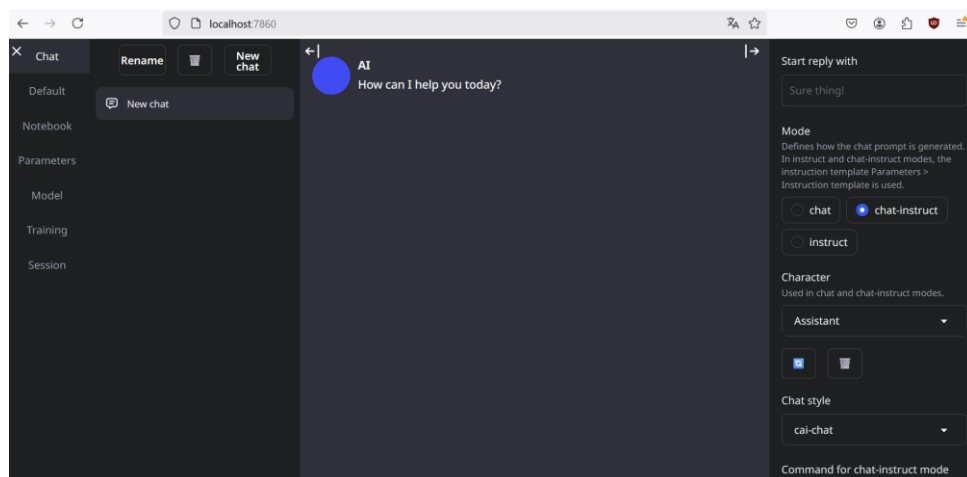 localhost:7860
Chat
Default
Notebook
Parameters
Model
Training
Session
Rename
New chat
New chat
AI
How can I help you today?
Start reply with
Sure thing!
Mode
Defines how the chat prompt is generated.
In instruct and chat-instruct modes, the
instruction template Parameters >
Instruction template is used.
chat
chat-instruct
instruct
Character
Used in chat and chat-instruct modes.
Assistant
Chat style
cai-chat
Command for chat-instruct mode